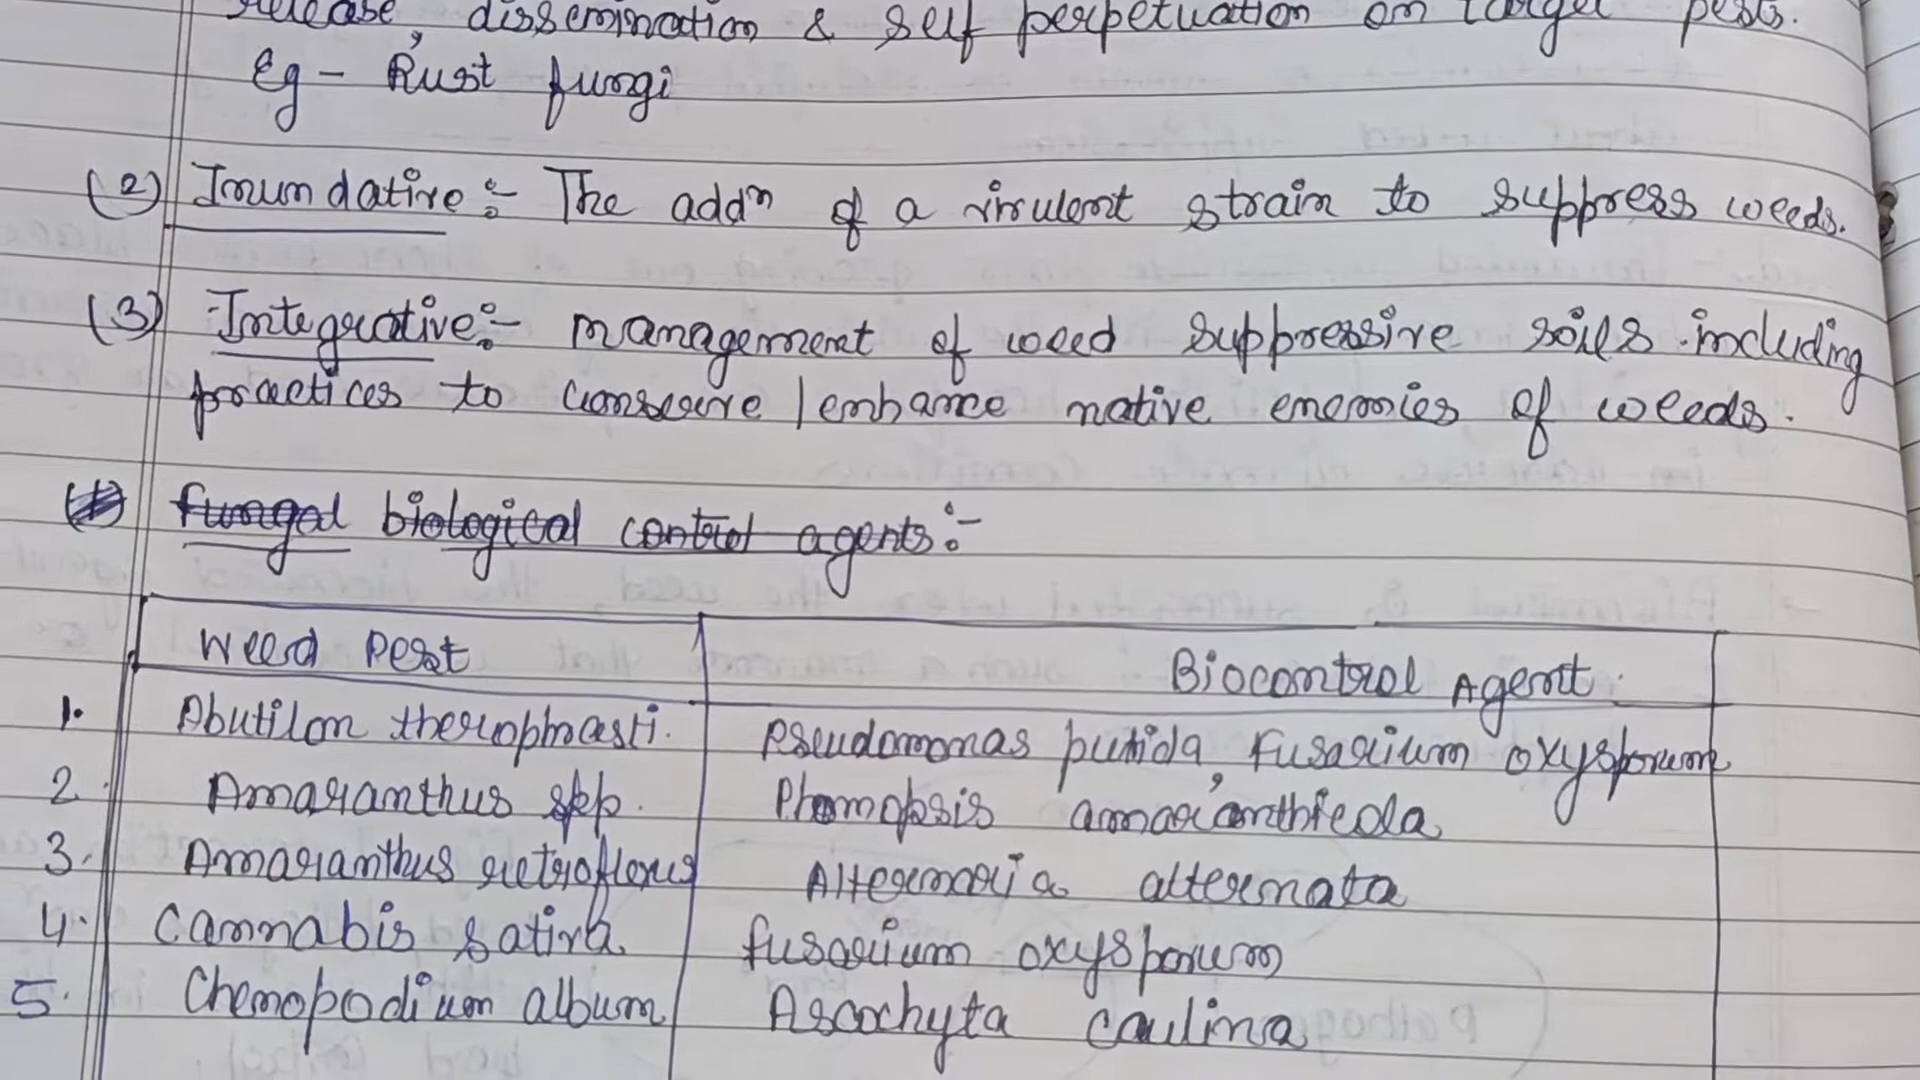 release, dissemination & self perpetuation on target pests.
Eg - Rust fungi
(2) Inundative :- The addn of a virulent strain to suppress weeds.
(3) Integrative :- management of weed suppressive soils including
practices to conserve / enhance native enemies of weeds.
fungal biological control agents :-
Weed Pest Biocontrol Agent
1. Abutilon theriophrasti. Pseudomonas putida, Fusarium oxysporum
2. Amaranthus spp. Phomopsis amaranthicola
3. Amaranthus retroflexus Alternaria alternata
4. Cannabis sativa Fusarium oxysporum
5. Chenopodium album Ascochyta caulina